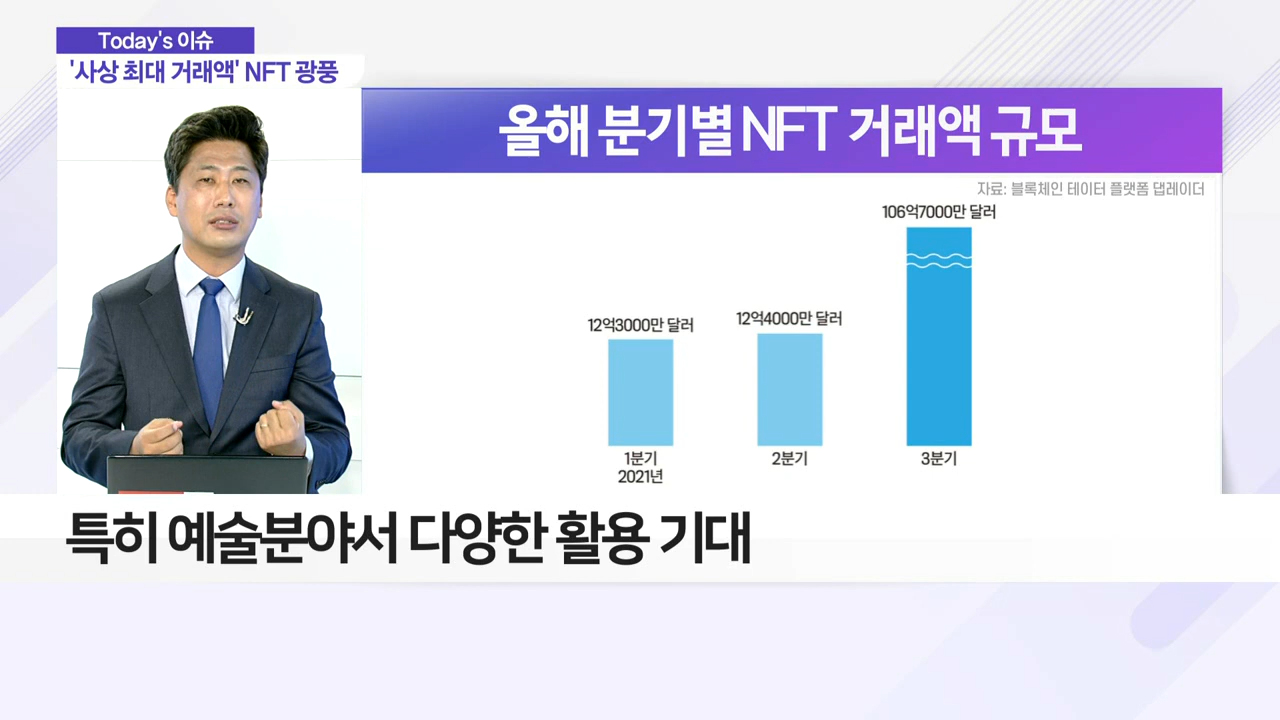 Today's 이슈
'사상 최대 거래액' NFT 광풍
올해 분기별 NFT 거래액 규모
자료: 블록체인 테이터 플랫폼 댑레이더
106억7000만 달러
12억3000만 달러
12억4000만 달러
1분기
2021년
2분기
3분기
특히 예술분야서 다양한 활용 기대